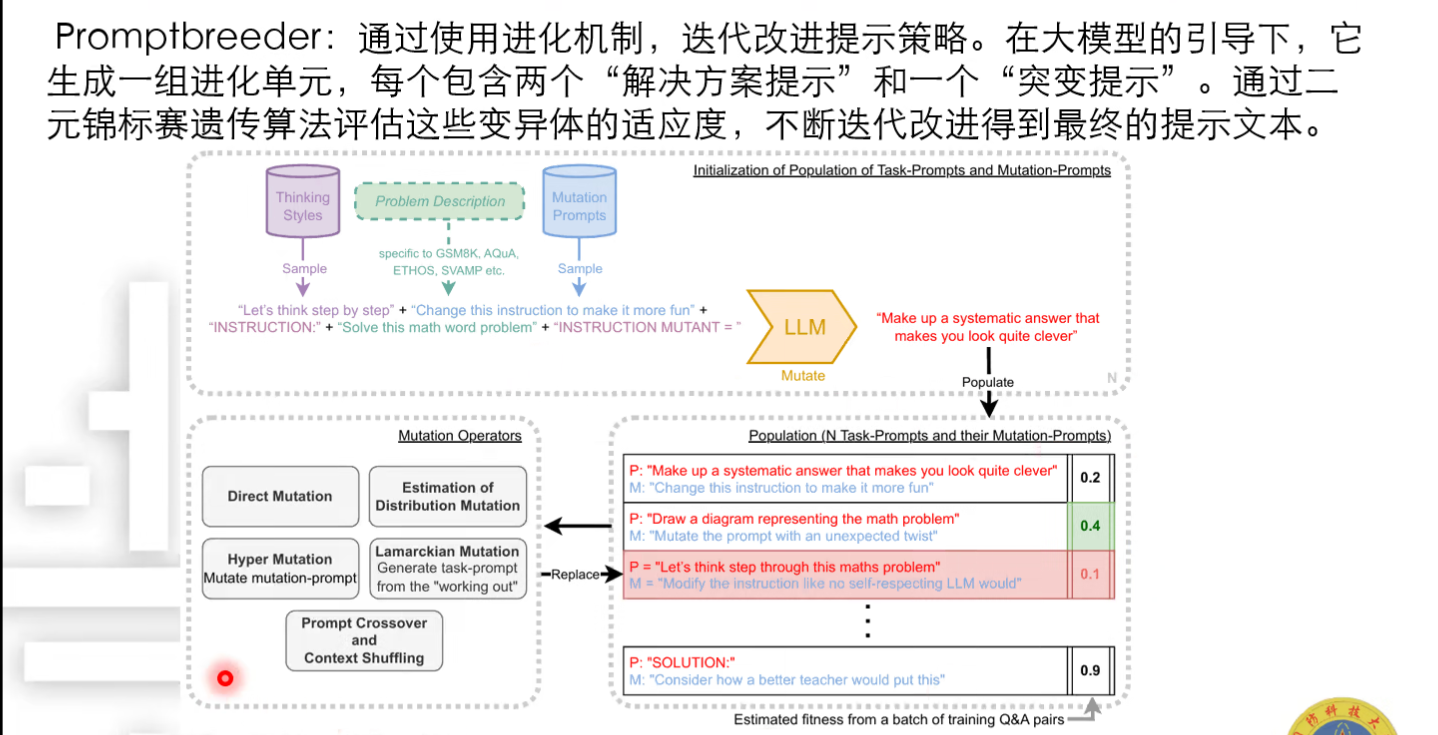 Promptbreeder：通过使用进化机制，迭代改进提示策略。在大模型的引导下，它
生成一组进化单元，每个包含两个“解决方案提示”和一个“突变提示”。通过二
元锦标赛遗传算法评估这些变异体的适应度，不断迭代改进得到最终的提示文本。
Initialization of Population of Task-Prompts and Mutation-Prompts
Thinking
Styles
Problem Description
Mutation
Prompts
Sample
specific to GSM8K, AQuA,
ETHOS, SVAMP etc.
Sample
“Let's think step by step” + “Change this instruction to make it more fun” +
“INSTRUCTION:” + “Solve this math word problem” + “INSTRUCTION MUTANT = ”
LLM
Mutate
“Make up a systematic answer that
makes you look quite clever”
Populate
N
Mutation Operators
Direct Mutation
Estimation of
Distribution Mutation
Hyper Mutation
Mutate mutation-prompt
Lamarckian Mutation
Generate task-prompt
from the "working out"
Prompt Crossover
and
Context Shuffling
Replace
Population (N Task-Prompts and their Mutation-Prompts)
P: "Make up a systematic answer that makes you look quite clever"
M: "Change this instruction to make it more fun"
0.2
P: "Draw a diagram representing the math problem"
M: "Mutate the prompt with an unexpected twist"
0.4
P = "Let's think step through this maths problem"
M = "Modify the instruction like no self-respecting LLM would"
0.1
P: "SOLUTION:"
M: "Consider how a better teacher would put this"
0.9
Estimated fitness from a batch of training Q&A pairs
防科技大